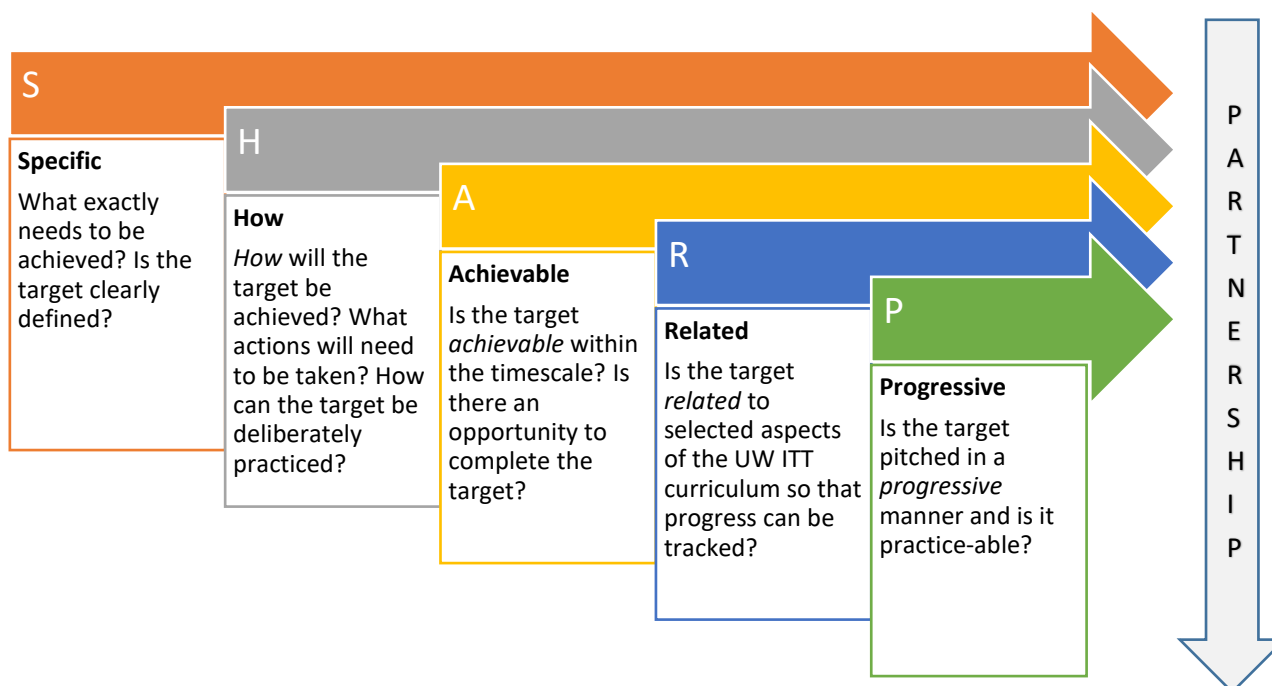 S
Specific
What exactly
needs to be
achieved? Is the
target clearly
defined?
H
How
How will the
target be
achieved? What
actions will need
to be taken? How
can the target be
deliberately
practiced?
A
Achievable
Is the target
achievable within
the timescale? Is
there an
opportunity to
complete the
target?
R
Related
Is the target
related to
selected aspects
of the UW ITT
curriculum so that
progress can be
tracked?
P
Progressive
Is the target
pitched in a
progressive
manner and is it
practice-able?
P
A
R
T
N
E
R
S
H
I
P